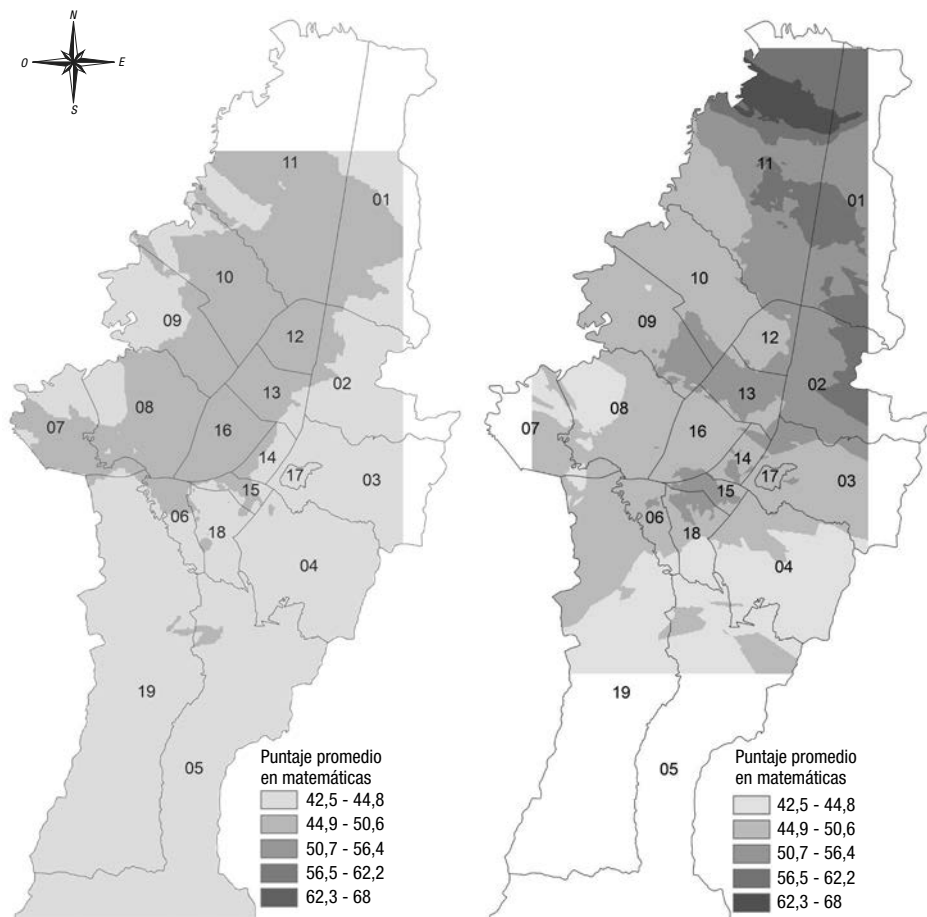 N
O E
S
11
01
10
09
12
02
13
08
07
16
14
17
03
15
06
18
04
19
05
Puntaje promedio
en matemáticas
42,5 - 44,8
44,9 - 50,6
50,7 - 56,4
56,5 - 62,2
62,3 - 68
11
01
10
09
12
02
13
08
07
16
14
17
03
15
06
18
04
19
05
Puntaje promedio
en matemáticas
42,5 - 44,8
44,9 - 50,6
50,7 - 56,4
56,5 - 62,2
62,3 - 68